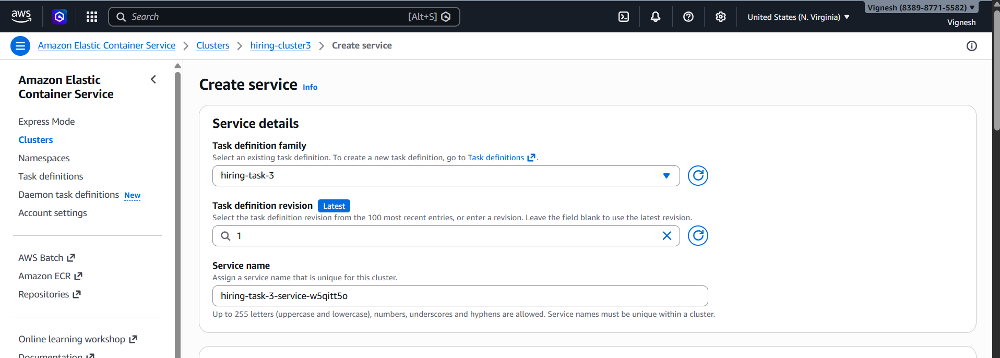 aws
Search [Alt+S]
United States (N. Virginia)
Vignesh (8389-8771-5582)
Vignesh
Amazon Elastic Container Service
Clusters
hiring-cluster3
Create service
Amazon Elastic
Container Service
Express Mode
Clusters
Namespaces
Task definitions
Daemon task definitions New
Account settings
AWS Batch
Amazon ECR
Repositories
Online learning workshop
Documentation
Create service Info
Service details
Task definition family
Select an existing task definition. To create a new task definition, go to Task definitions.
hiring-task-3
Task definition revision Latest
Select the task definition revision from the 100 most recent entries, or enter a revision. Leave the field blank to use the latest revision.
1
Service name
Assign a service name that is unique for this cluster.
hiring-task-3-service-w5qitt5o
Up to 255 letters (uppercase and lowercase), numbers, underscores and hyphens are allowed. Service names must be unique within a cluster.